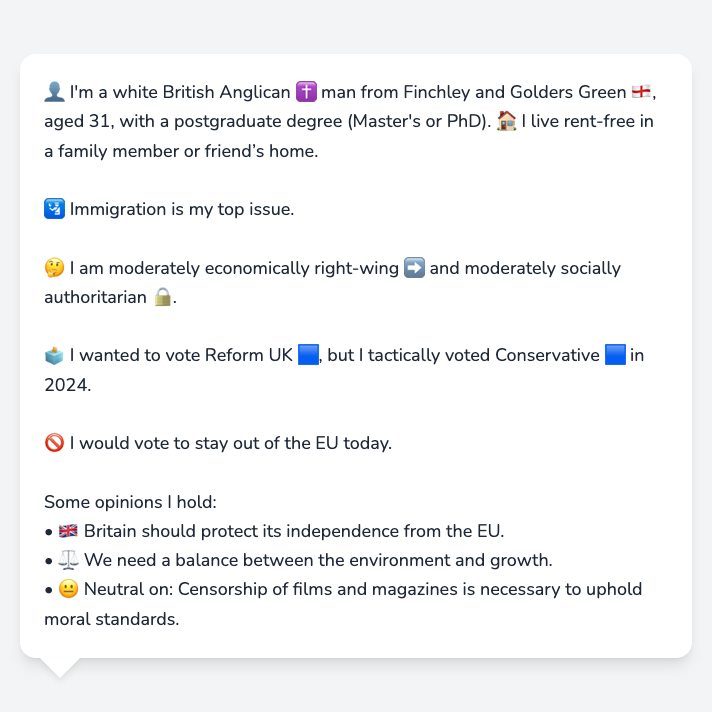 👤 I'm a white British Anglican ✝️ man from Finchley and Golders Green 🏴󠁧󠁢󠁥󠁮󠁧󠁿,
aged 31, with a postgraduate degree (Master's or PhD). 🏠 I live rent-free in
a family member or friend’s home.
🛂 Immigration is my top issue.
🤔 I am moderately economically right-wing ➡️ and moderately socially
authoritarian 🔒.
🗳️ I wanted to vote Reform UK 🟦, but I tactically voted Conservative 🟦 in
2024.
🚫 I would vote to stay out of the EU today.
Some opinions I hold:
• 🇬🇧 Britain should protect its independence from the EU.
• ⚖️ We need a balance between the environment and growth.
• 😐 Neutral on: Censorship of films and magazines is necessary to uphold
moral standards.